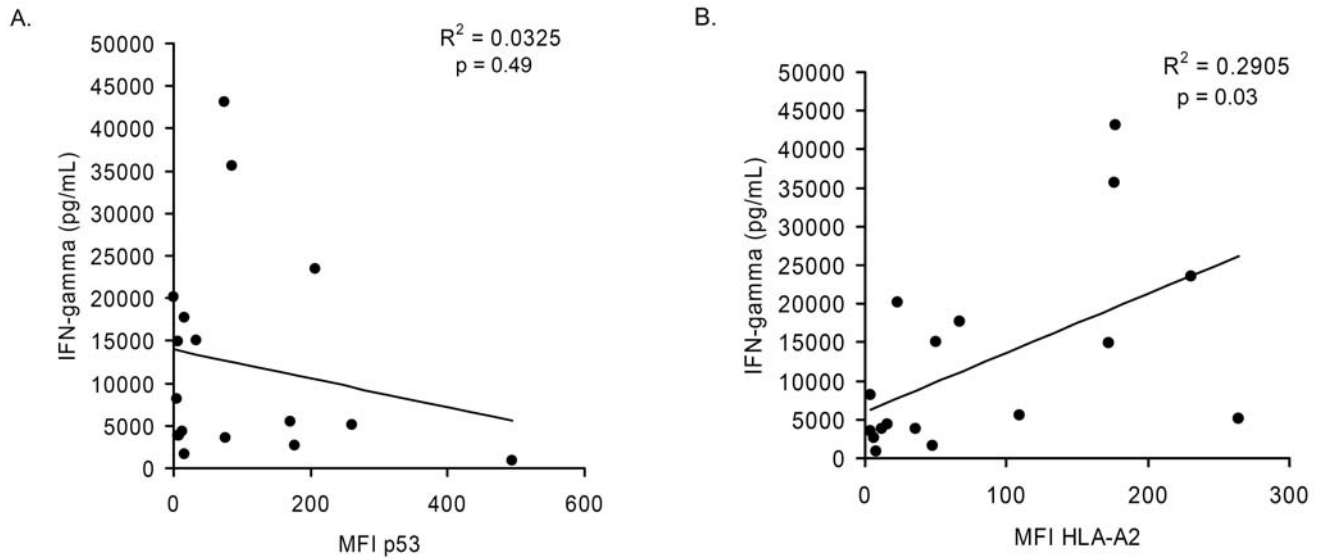 A.
R² = 0.0325
p = 0.49
50000
45000
40000
35000
30000
25000
20000
15000
10000
5000
0
IFN-gamma (pg/mL)
0 200 400 600
MFI p53
B.
R² = 0.2905
p = 0.03
50000
45000
40000
35000
30000
25000
20000
15000
10000
5000
0
IFN-gamma (pg/mL)
0 100 200 300
MFI HLA-A2